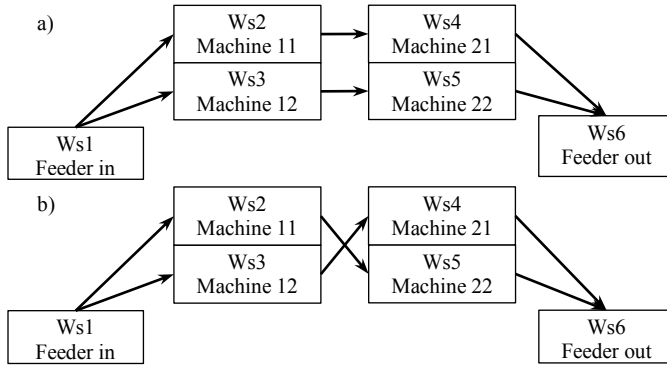 a)
Ws2
Machine 11
Ws4
Machine 21
Ws3
Machine 12
Ws5
Machine 22
Ws1
Feeder in
Ws6
Feeder out
b)
Ws2
Machine 11
Ws4
Machine 21
Ws3
Machine 12
Ws5
Machine 22
Ws1
Feeder in
Ws6
Feeder out